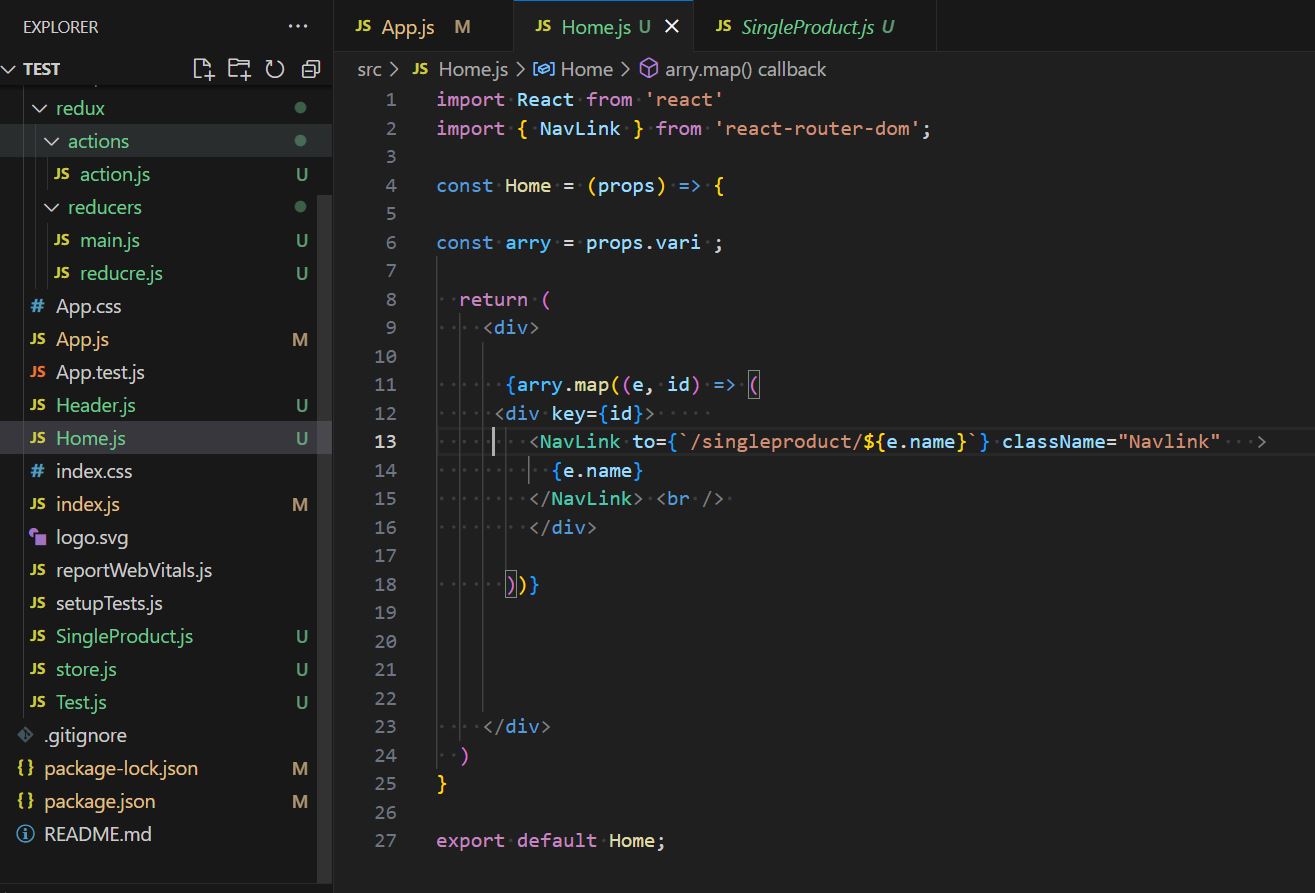 EXPLORER ...
TEST
redux
actions
JS action.js U
reducers
JS main.js U
JS reducre.js U
# App.css
JS App.js M
JS App.test.js
JS Header.js U
JS Home.js U
# index.css
JS index.js M
logo.svg
JS reportWebVitals.js
JS setupTests.js
JS SingleProduct.js U
JS store.js U
JS Test.js U
.gitignore
{} package-lock.json M
{} package.json M
README.md
JS App.js M JS Home.js U JS SingleProduct.js U
src > JS Home.js > Home > arry.map() callback
1 import React from 'react'
2 import { NavLink } from 'react-router-dom';
3
4 const Home = (props) => {
5
6 const arry = props.vari ;
7
8 return (
9 <div>
10
11 {arry.map((e, id) => (
12 <div key={id}>
13 <NavLink to={`/singleproduct/${e.name}`} className="Navlink" >
14 {e.name}
15 </NavLink> <br />
16 </div>
17
18 ))}
19
20
21
22
23 </div>
24 )
25 }
26
27 export default Home;